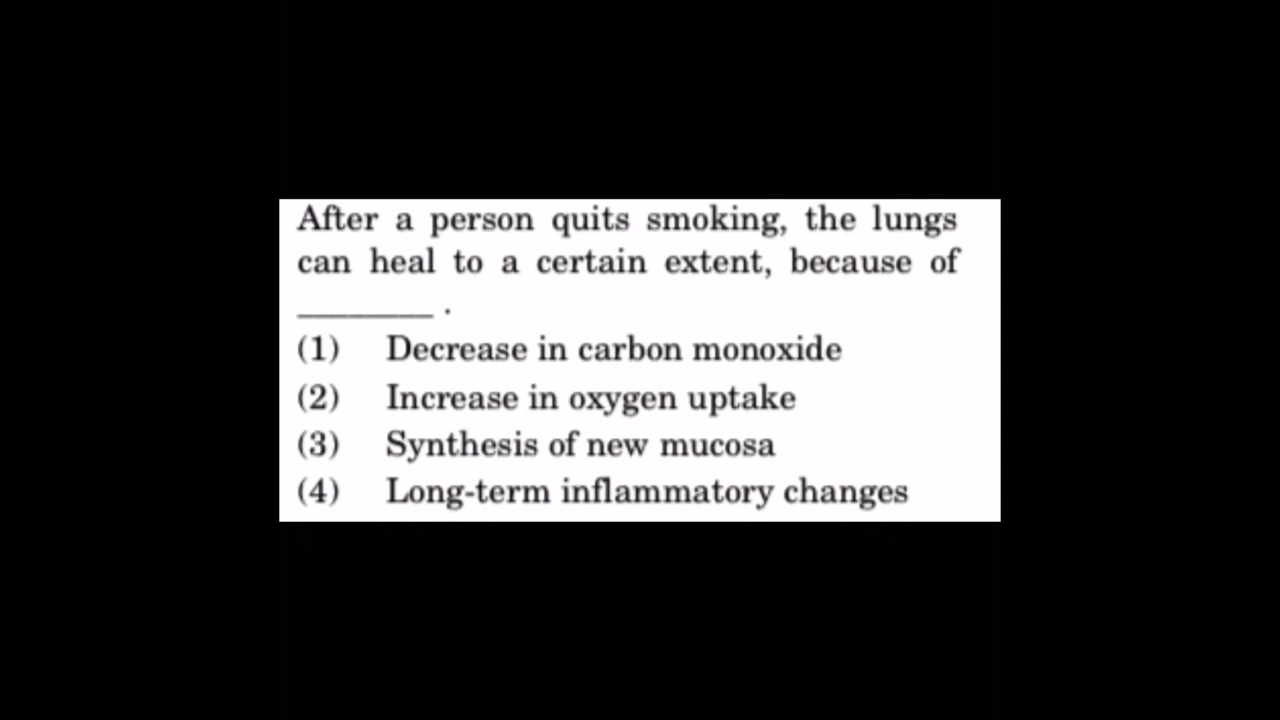 After a person quits smoking, the lungs
can heal to a certain extent, because of
________ .
(1) Decrease in carbon monoxide
(2) Increase in oxygen uptake
(3) Synthesis of new mucosa
(4) Long-term inflammatory changes